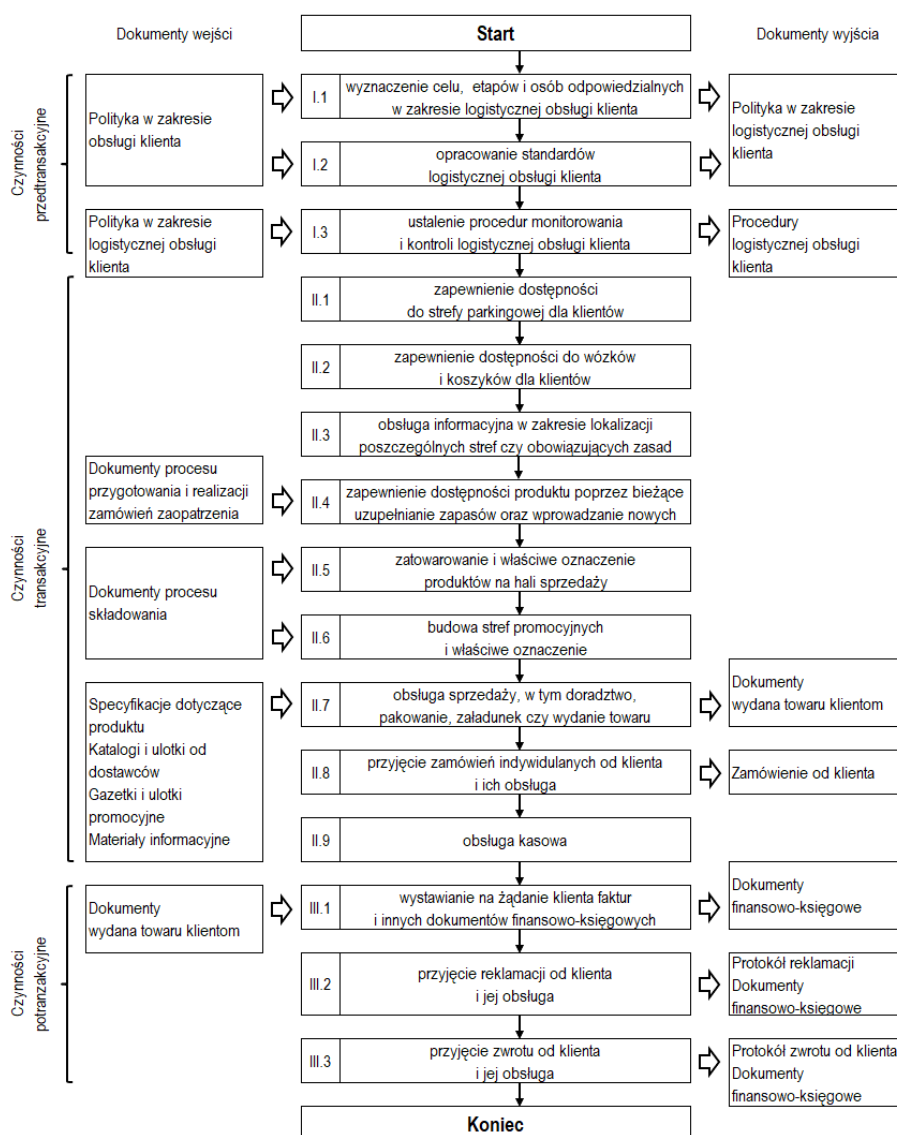 Dokumenty wejści
Start
Dokumenty wyjścia
Czynności
przedtransakcyjne
Polityka w zakresie
obsługi klienta
I.1
wyznaczenie celu, etapów i osób odpowiedzialnych
w zakresie logistycznej obsługi klienta
Polityka w zakresie
logistycznej obsługi
klienta
I.2
opracowanie standardów
logistycznej obsługi klienta
Polityka w zakresie
logistycznej obsługi
klienta
I.3
ustalenie procedur monitorowania
i kontroli logistycznej obsługi klienta
Procedury
logistycznej obsługi
klienta
Czynności
transakcyjne
II.1
zapewnienie dostępności
do strefy parkingowej dla klientów
II.2
zapewnienie dostępności do wózków
i koszyków dla klientów
II.3
obsługa informacyjna w zakresie lokalizacji
poszczególnych stref czy obowiązujących zasad
Dokumenty procesu
przygotowania i realizacji
zamówień zaopatrzenia
II.4
zapewnienie dostępności produktu poprzez bieżące
uzupełnianie zapasów oraz wprowadzanie nowych
Dokumenty procesu
składowania
II.5
zatowarowanie i właściwe oznaczenie
produktów na hali sprzedaży
II.6
budowa stref promocyjnych
i właściwe oznaczenie
Specyfikacje dotyczące
produktu
Katalogi i ulotki od
dostawców
Gazetki i ulotki
promocyjne
Materiały informacyjne
II.7
obsługa sprzedaży, w tym doradztwo,
pakowanie, załadunek czy wydanie towaru
Dokumenty
wydana towaru klientom
II.8
przyjęcie zamówień indywidulanych od klienta
i ich obsługa
Zamówienie od klienta
II.9
obsługa kasowa
Czynności
potranzakcyjne
Dokumenty
wydana towaru klientom
III.1
wystawianie na żądanie klienta faktur
i innych dokumentów finansowo-księgowych
Dokumenty
finansowo-księgowe
III.2
przyjęcie reklamacji od klienta
i jej obsługa
Protokół reklamacji
Dokumenty
finansowo-księgowe
III.3
przyjęcie zwrotu od klienta
i jej obsługa
Protokół zwrotu od klienta
Dokumenty
finansowo-księgowe
Koniec